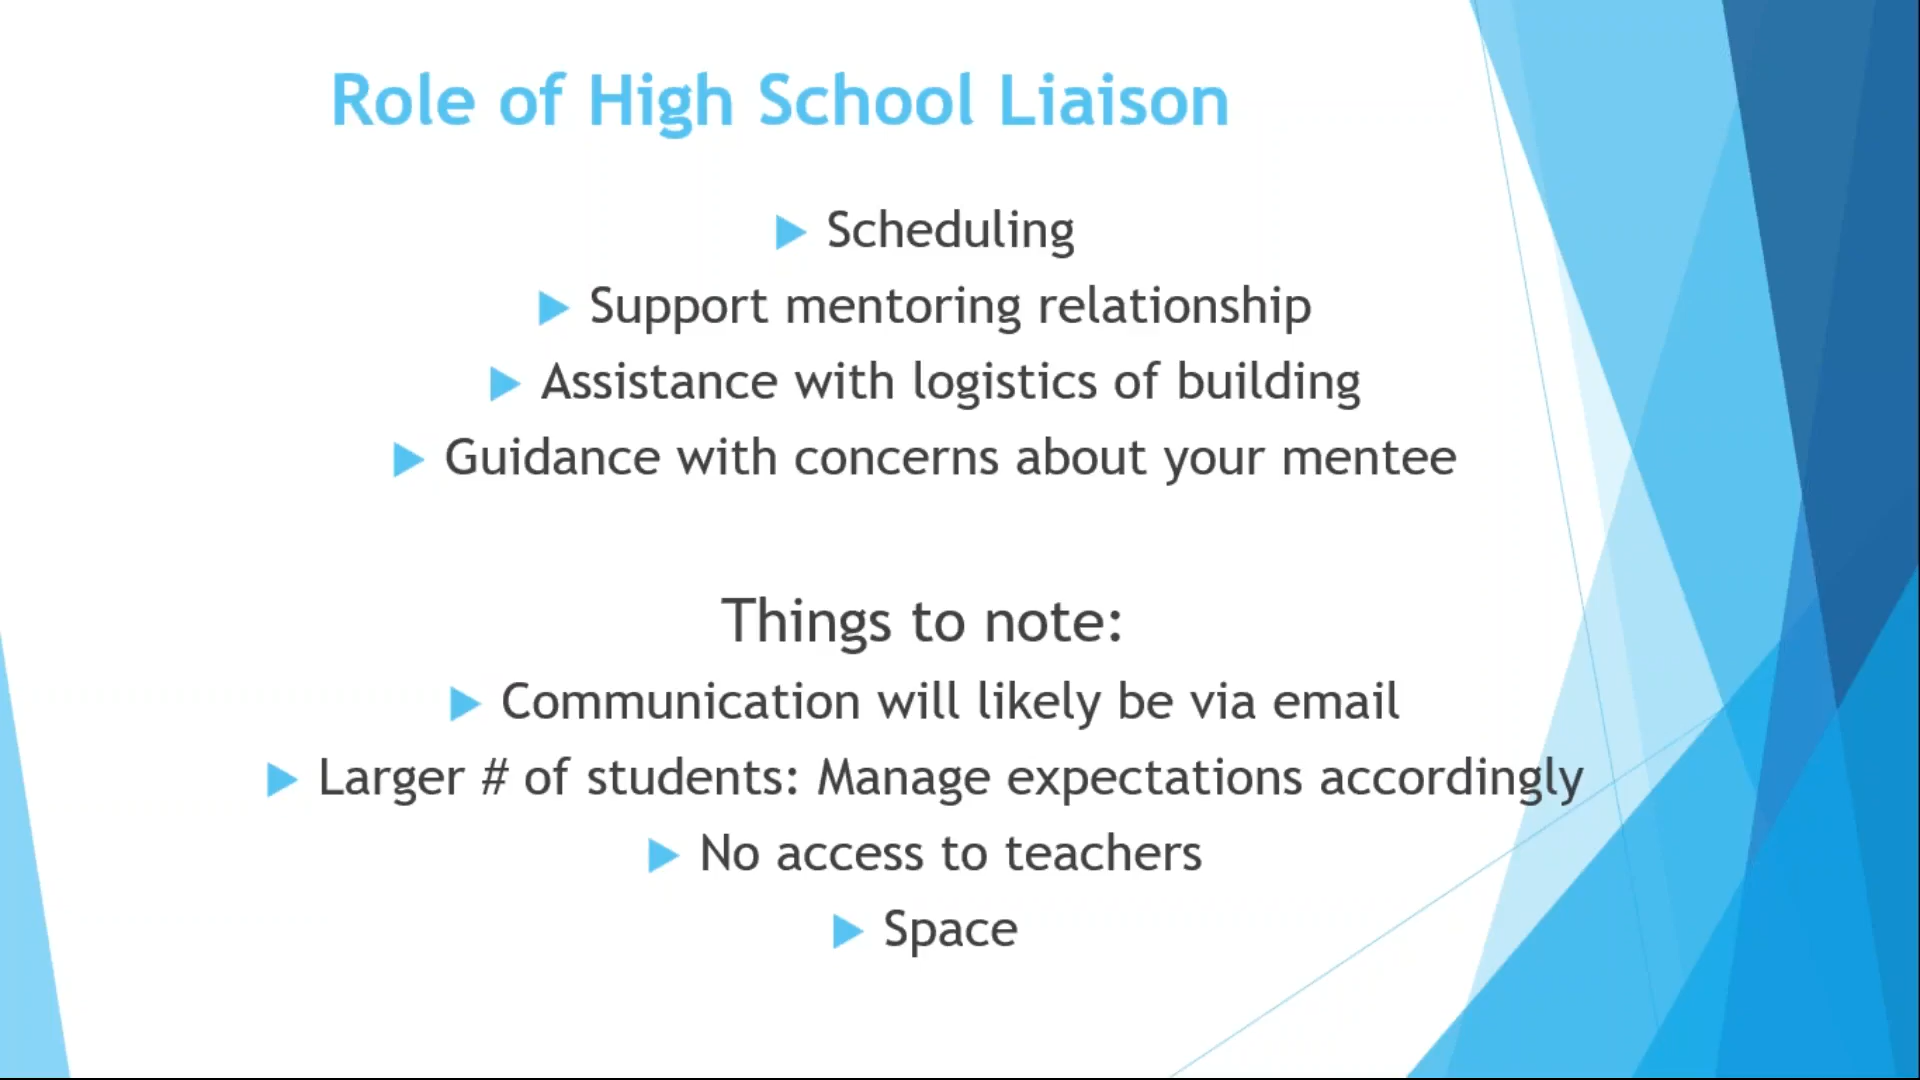 Role of High School Liaison
Scheduling
Support mentoring relationship
Assistance with logistics of building
Guidance with concerns about your mentee
Things to note:
Communication will likely be via email
Larger # of students: Manage expectations accordingly
No access to teachers
Space